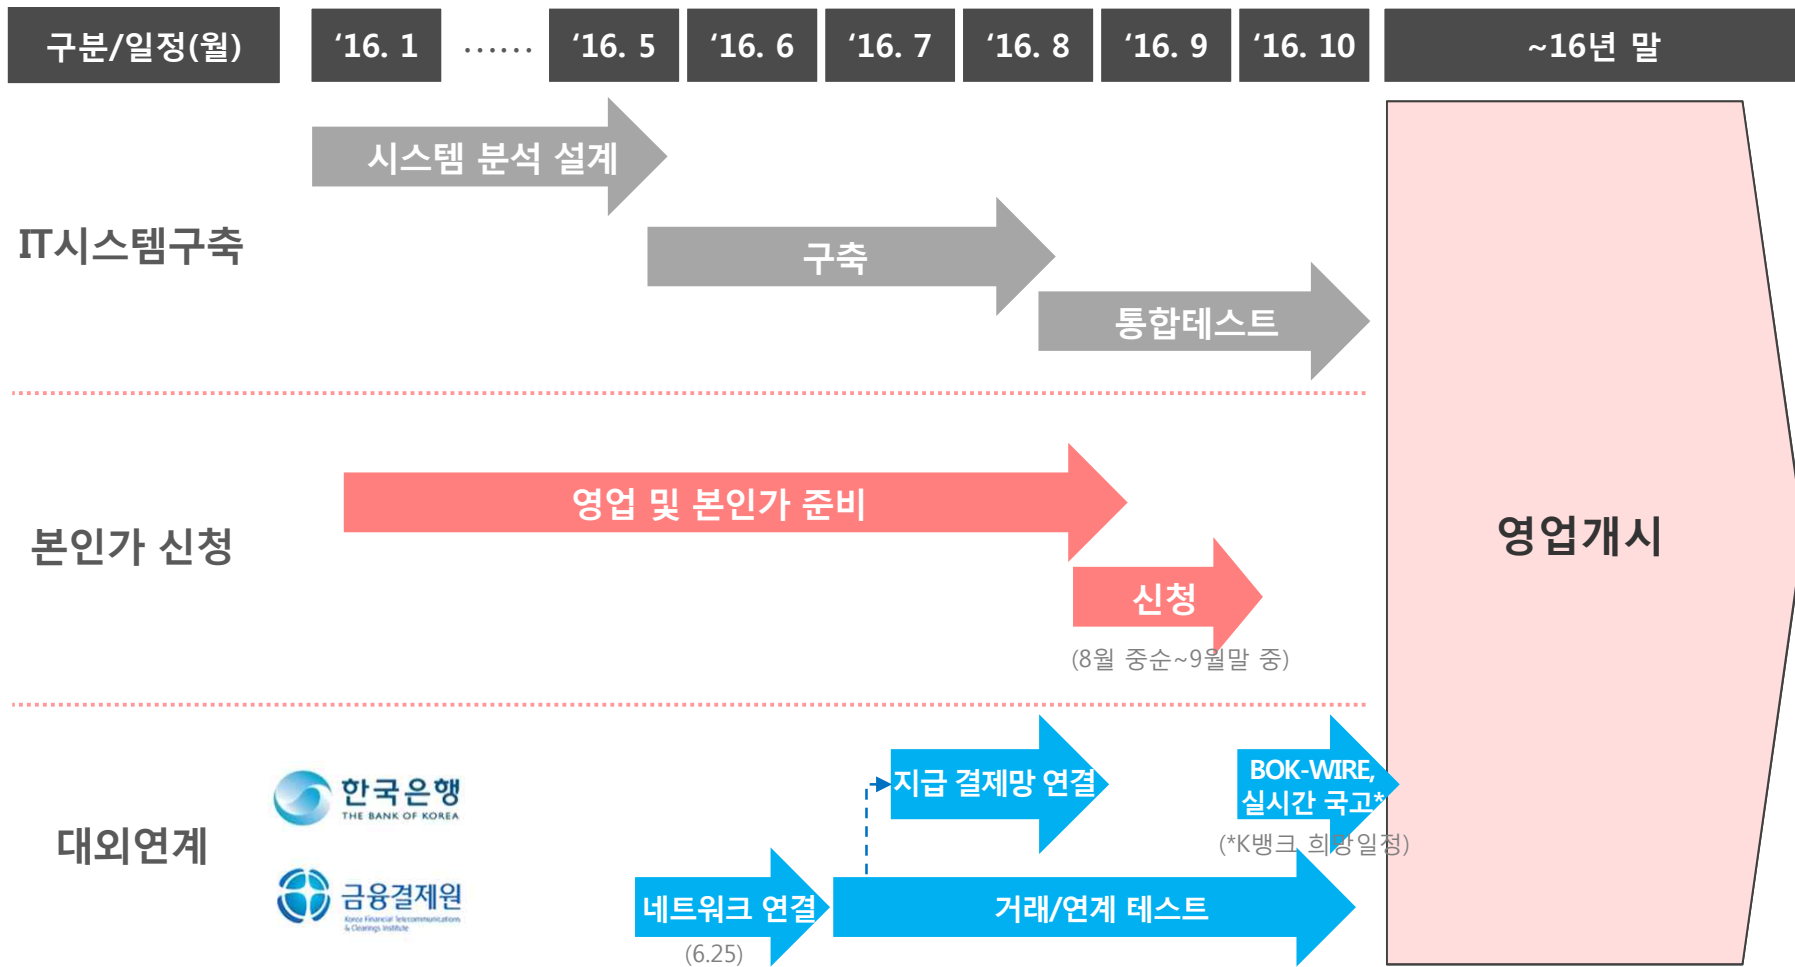 구분/일정(월)
‘16. 1
……
‘16. 5
‘16. 6
‘16. 7
‘16. 8
‘16. 9
‘16. 10
~16년 말
시스템 분석 설계
IT시스템구축
구축
통합테스트
영업 및 본인가 준비
본인가 신청
영업개시
신청
(8월 중순~9월말 중)
지급 결제망 연결
BOK-WIRE,
실시간 국고*
(*K뱅크 희망일정)
한국은행
THE BANK OF KOREA
대외연계
금융결제원
Korea Financial Telecommunications
& Clearings Institute
네트워크 연결
(6.25)
거래/연계 테스트